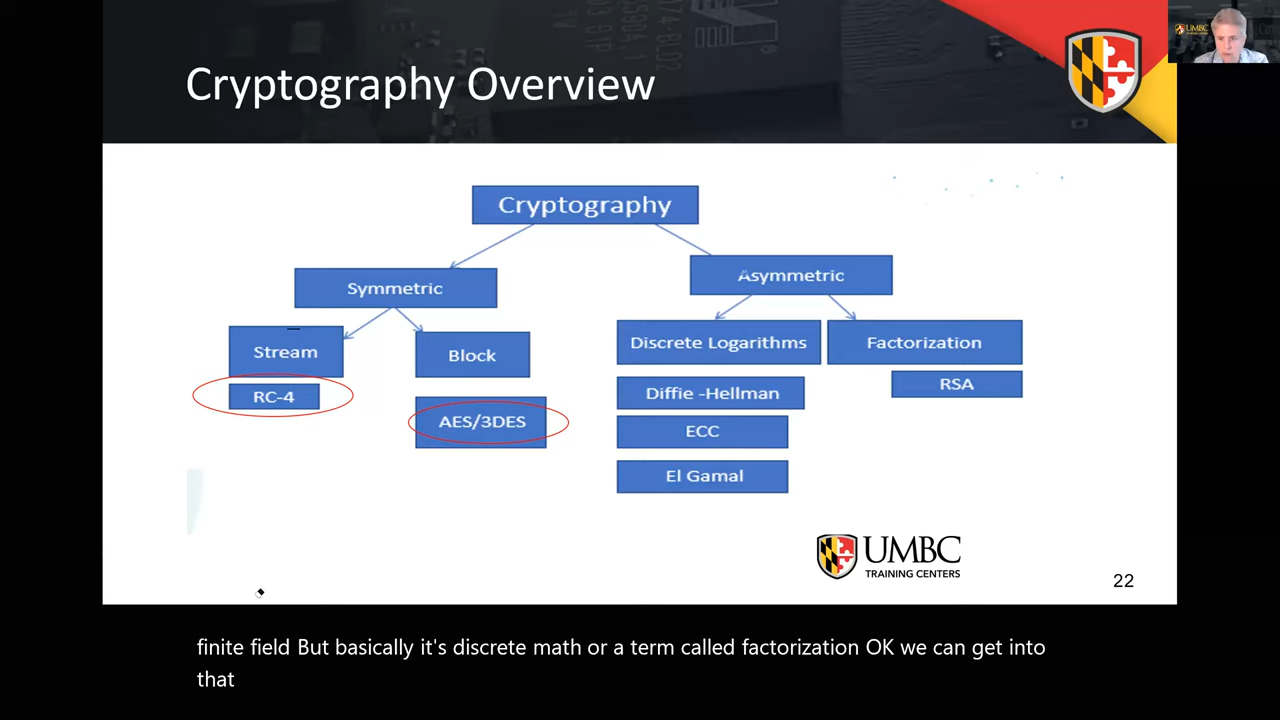 Cryptography Overview
Cryptography
Symmetric
Asymmetric
Stream
Block
Discrete Logarithms
Factorization
RC-4
AES/3DES
Diffie -Hellman
RSA
ECC
El Gamal
UMBC
TRAINING CENTERS
22
finite field But basically it's discrete math or a term called factorization OK we can get into
that
UMBC